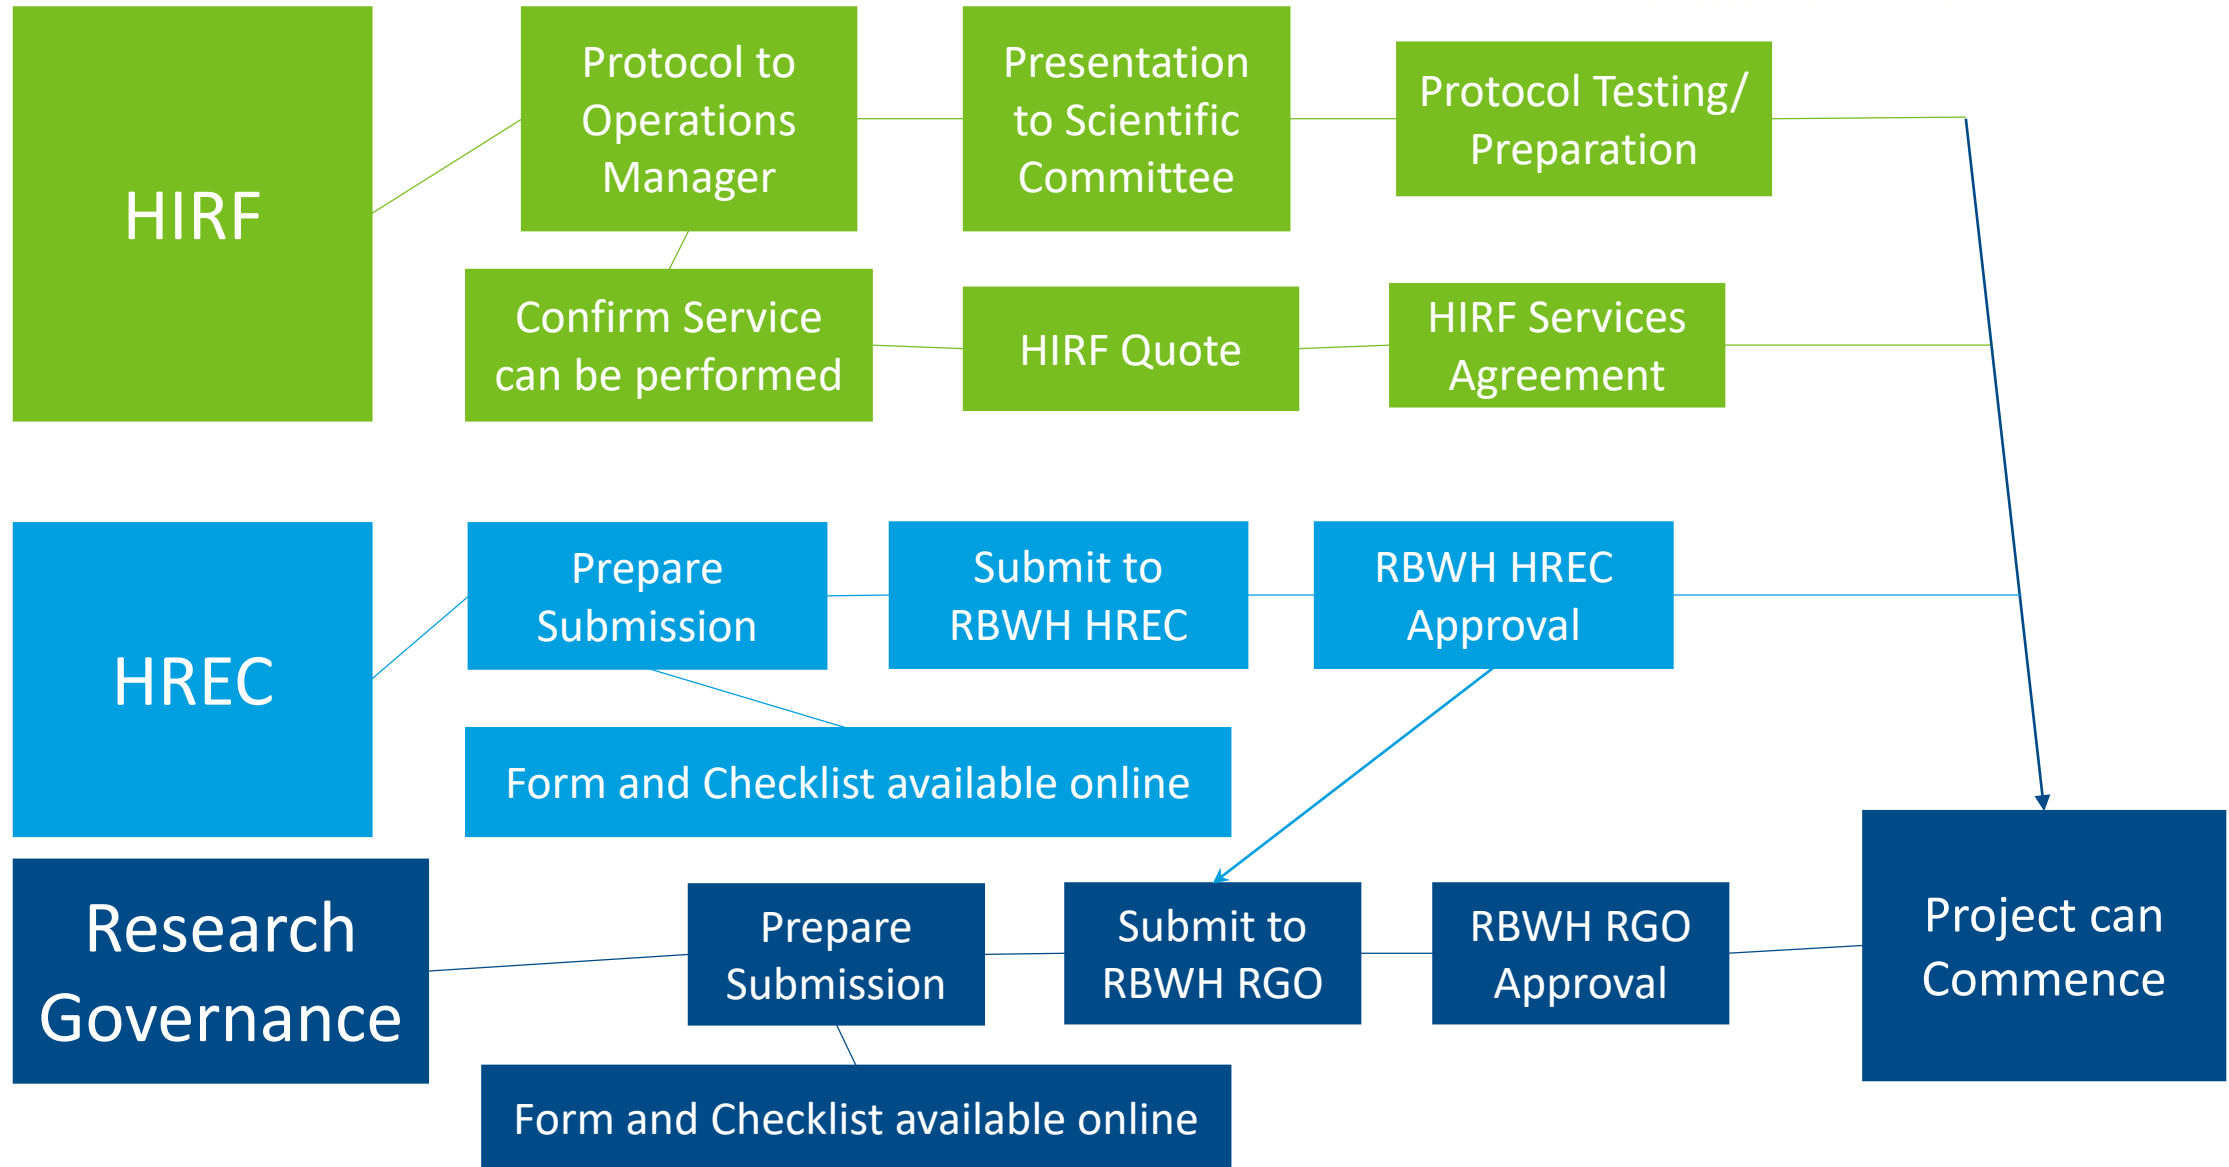 HIRF
Protocol to
Operations
Manager
Presentation
to Scientific
Committee
Protocol Testing/
Preparation
Confirm Service
can be performed
HIRF Quote
HIRF Services
Agreement
HREC
Prepare
Submission
Submit to
RBWH HREC
RBWH HREC
Approval
Form and Checklist available online
Research
Governance
Prepare
Submission
Submit to
RBWH RGO
RBWH RGO
Approval
Project can
Commence
Form and Checklist available online